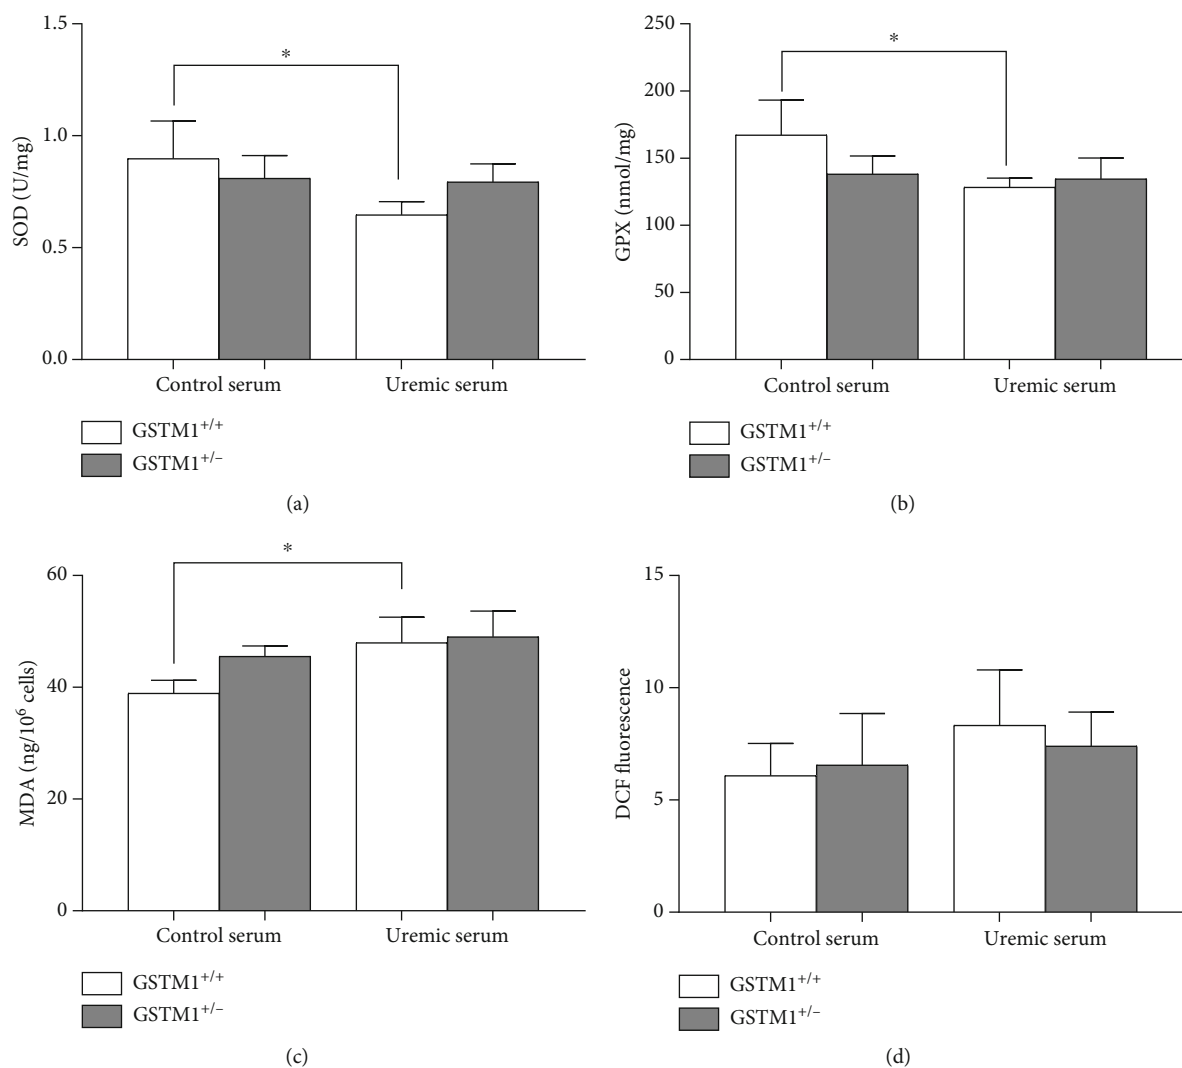 1.5
*
1.0
SOD (U/mg)
0.5
0.0
Control serum Uremic serum
GSTM1+/+
GSTM1+/–
(a)
250
*
200
150
GPX (nmol/mg)
100
50
0
Control serum Uremic serum
GSTM1+/+
GSTM1+/–
(b)
*
60
40
MDA (ng/10⁶ cells)
20
0
Control serum Uremic serum
GSTM1+/+
GSTM1+/–
(c)
15
10
DCF fluorescence
5
0
Control serum Uremic serum
GSTM1+/+
GSTM1+/–
(d)